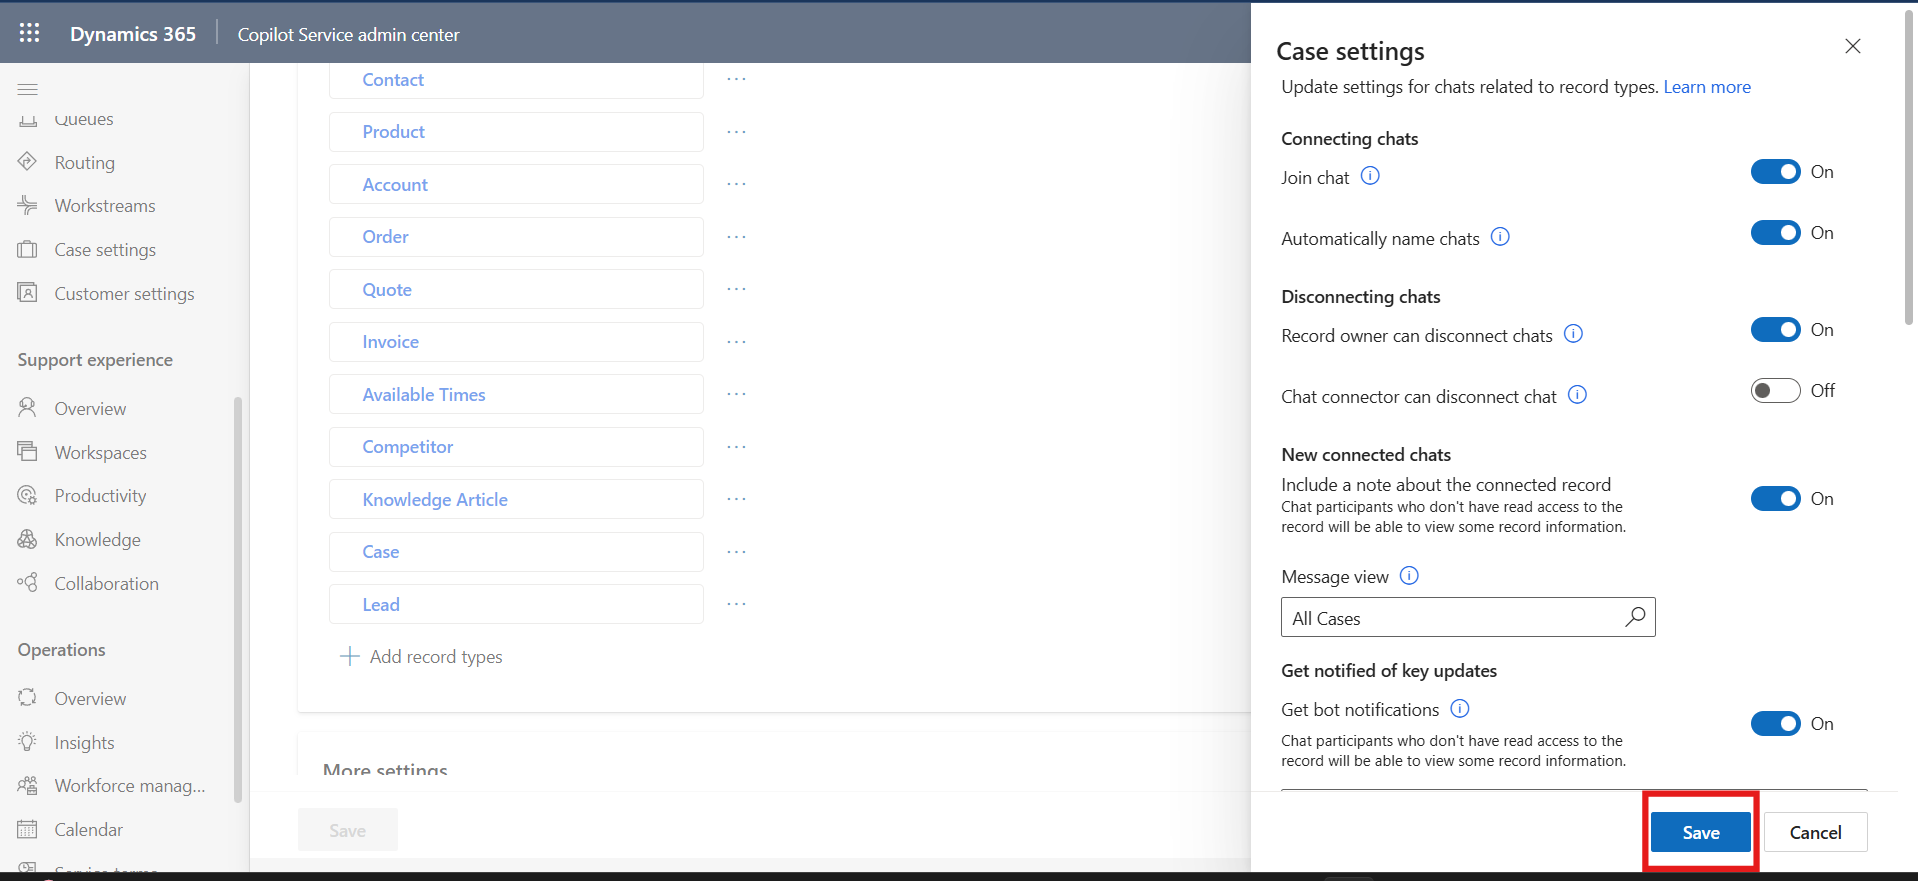 Dynamics 365
Copilot Service admin center
Queues
Routing
Workstreams
Case settings
Customer settings
Support experience
Overview
Workspaces
Productivity
Knowledge
Collaboration
Operations
Overview
Insights
Workforce manag...
Calendar
Service terms
Contact
Product
Account
Order
Quote
Invoice
Available Times
Competitor
Knowledge Article
Case
Lead
Add record types
More settings
Save
Case settings
Update settings for chats related to record types. Learn more
Connecting chats
Join chat
On
Automatically name chats
On
Disconnecting chats
Record owner can disconnect chats
On
Chat connector can disconnect chat
Off
New connected chats
Include a note about the connected record
On
Chat participants who don't have read access to the
record will be able to view some record information.
Message view
All Cases
Get notified of key updates
Get bot notifications
On
Chat participants who don't have read access to the
record will be able to view some record information.
Save
Cancel